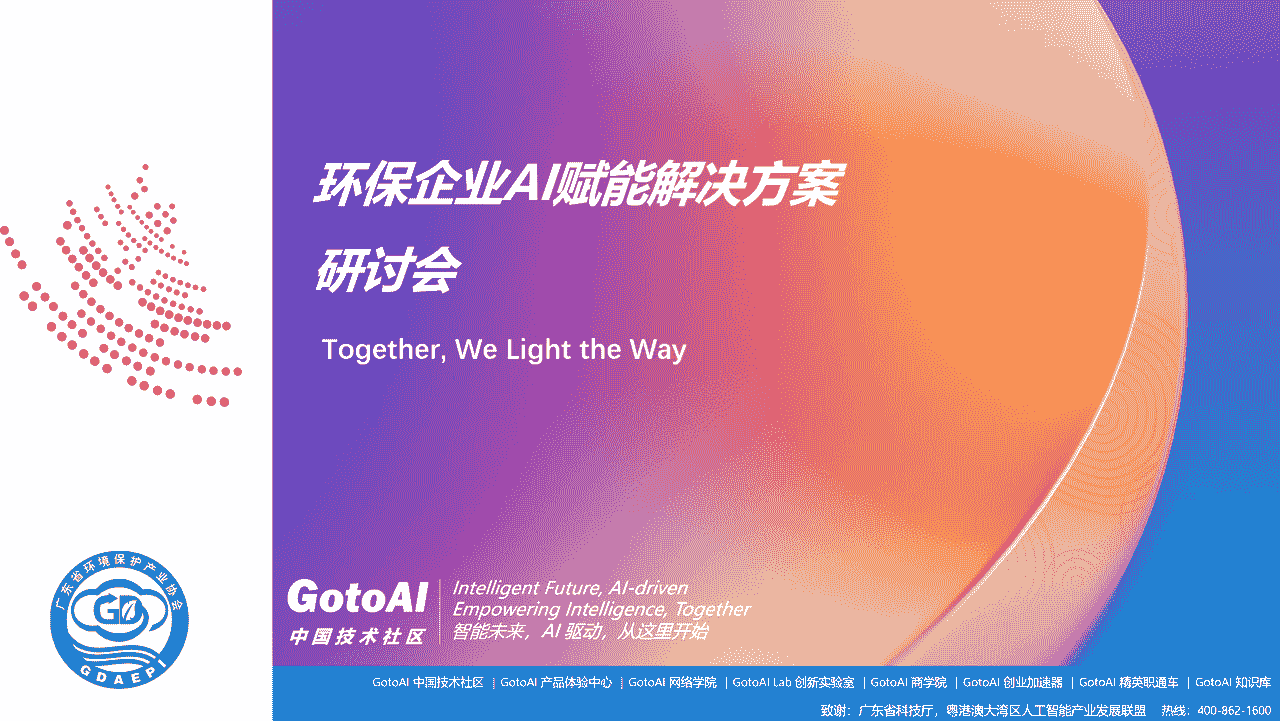 环保企业AI赋能解决方案
研讨会
Together, We Light the Way
广东省环境保护产业协会
GD
GDAEPI
GotoAI
中国技术社区
Intelligent Future, AI-driven
Empowering Intelligence, Together
智能未来，AI 驱动，从这里开始
GotoAI 中国技术社区 | GotoAI 产品体验中心 | GotoAI 网络学院 | GotoAI Lab 创新实验室 | GotoAI 商学院 | GotoAI 创业加速器 | GotoAI 精英职通车 | GotoAI 知识库
致谢：广东省科技厅，粤港澳大湾区人工智能产业发展联盟 热线：400-862-1600